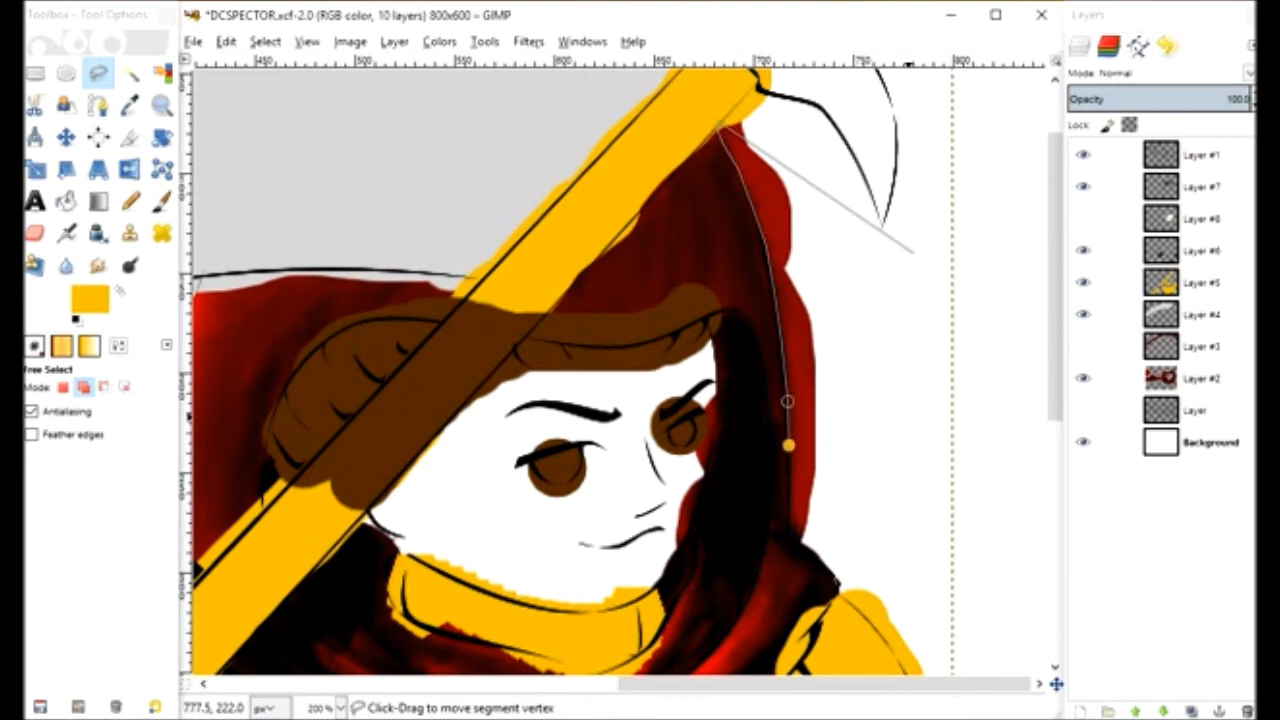 Toolbox - Tool Options
*DCSPECTOR.xcf-2.0 (RGB color, 10 layers) 800x600 – GIMP
Layers
File Edit Select View Image Layer Colors Tools Filters Windows Help
Mode: Normal
Opacity 100.0
Lock:
Layer #1
Layer #7
Layer #8
Layer #6
Layer #5
Layer #4
Layer #3
Layer #2
Layer
Background
Free Select
Mode:
Antialiasing
Feather edges
777.5, 222.0 px 200 % Click-Drag to move segment vertex